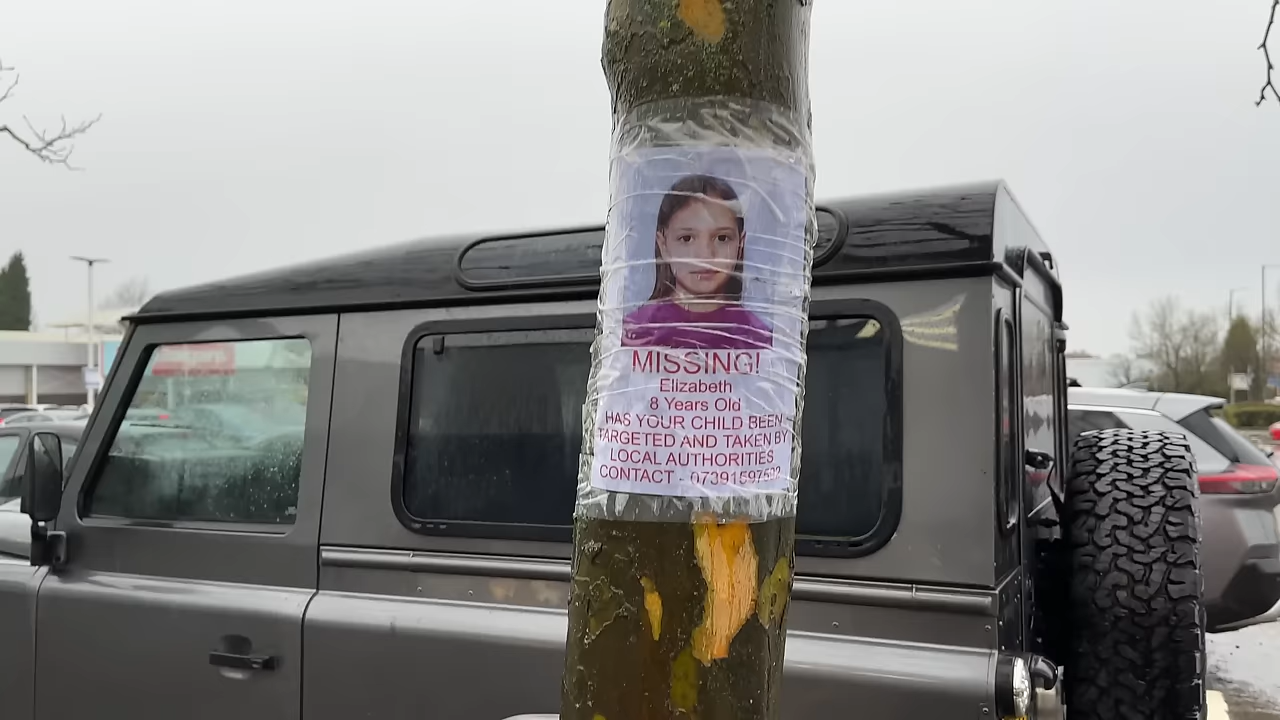 MISSING!
Elizabeth
8 Years Old
HAS YOUR CHILD BEEN
TARGETED AND TAKEN BY
LOCAL AUTHORITIES
CONTACT -